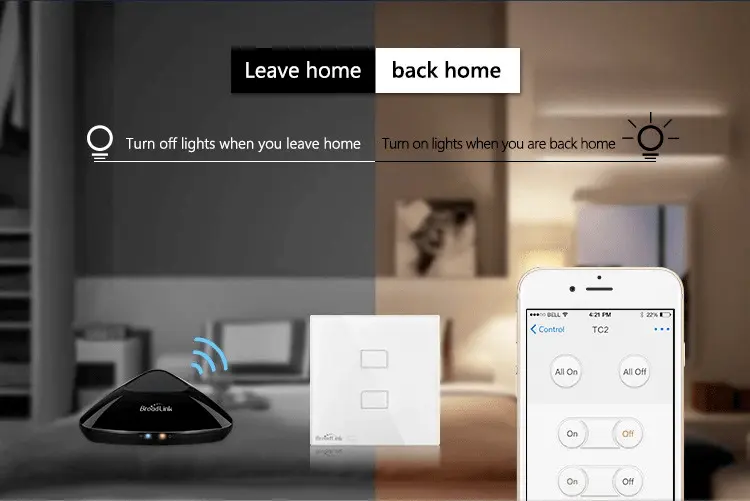 Leave home
back home
Turn off lights when you leave home
Turn on lights when you are back home
BroadLink
BroadLink
BELL
4:21 PM
22%
Control
TC2
All On
All Off
On
Off
On
Off